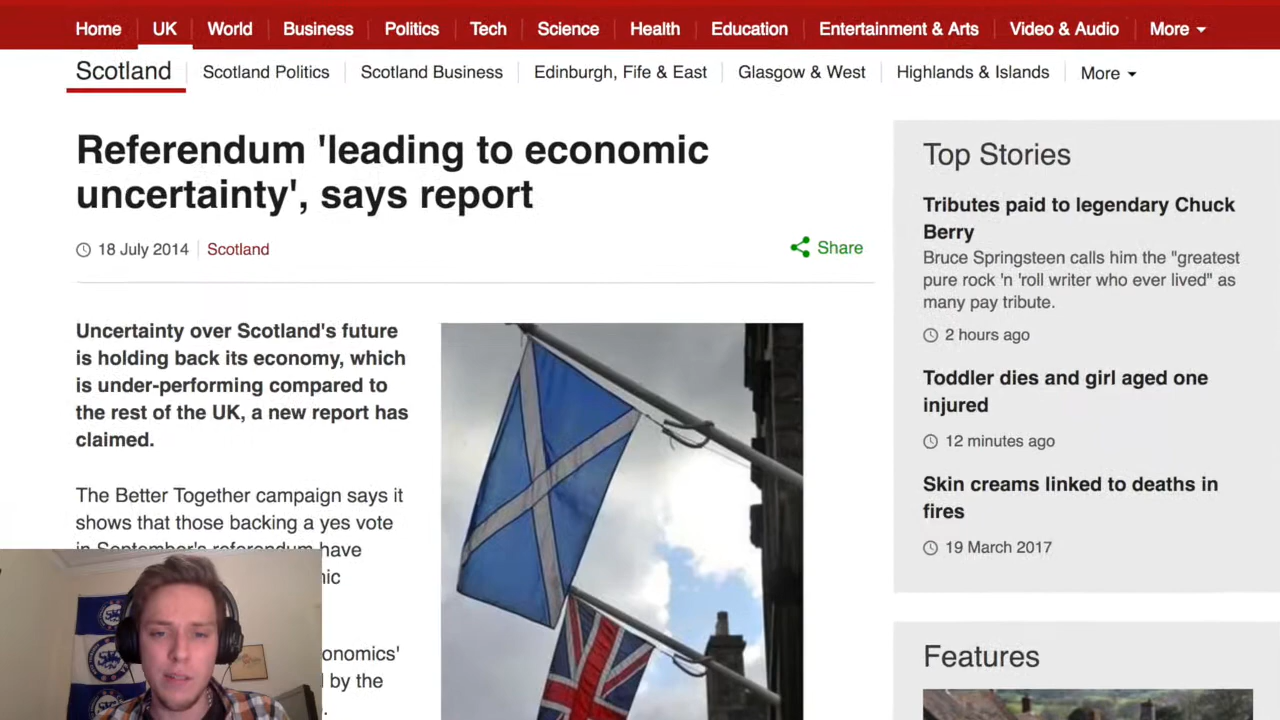 Home UK World Business Politics Tech Science Health Education Entertainment & Arts Video & Audio More
Scotland Scotland Politics Scotland Business Edinburgh, Fife & East Glasgow & West Highlands & Islands More
Referendum 'leading to economic
uncertainty', says report
18 July 2014 Scotland
Share
Uncertainty over Scotland's future
is holding back its economy, which
is under-performing compared to
the rest of the UK, a new report has
claimed.
The Better Together campaign says it
shows that those backing a yes vote
in September's referendum have
Top Stories
Tributes paid to legendary Chuck
Berry
Bruce Springsteen calls him the "greatest
pure rock 'n 'roll writer who ever lived" as
many pay tribute.
2 hours ago
Toddler dies and girl aged one
injured
12 minutes ago
Skin creams linked to deaths in
fires
19 March 2017
Features